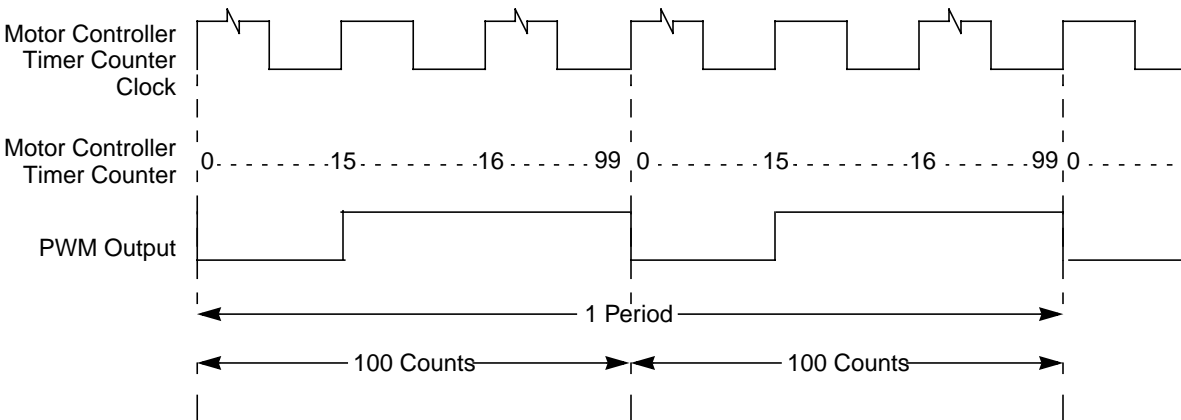 Motor Controller
Timer Counter
Clock
Motor Controller
Timer Counter
0 15 16 99 0 15 16 99 0
PWM Output
1 Period
100 Counts 100 Counts